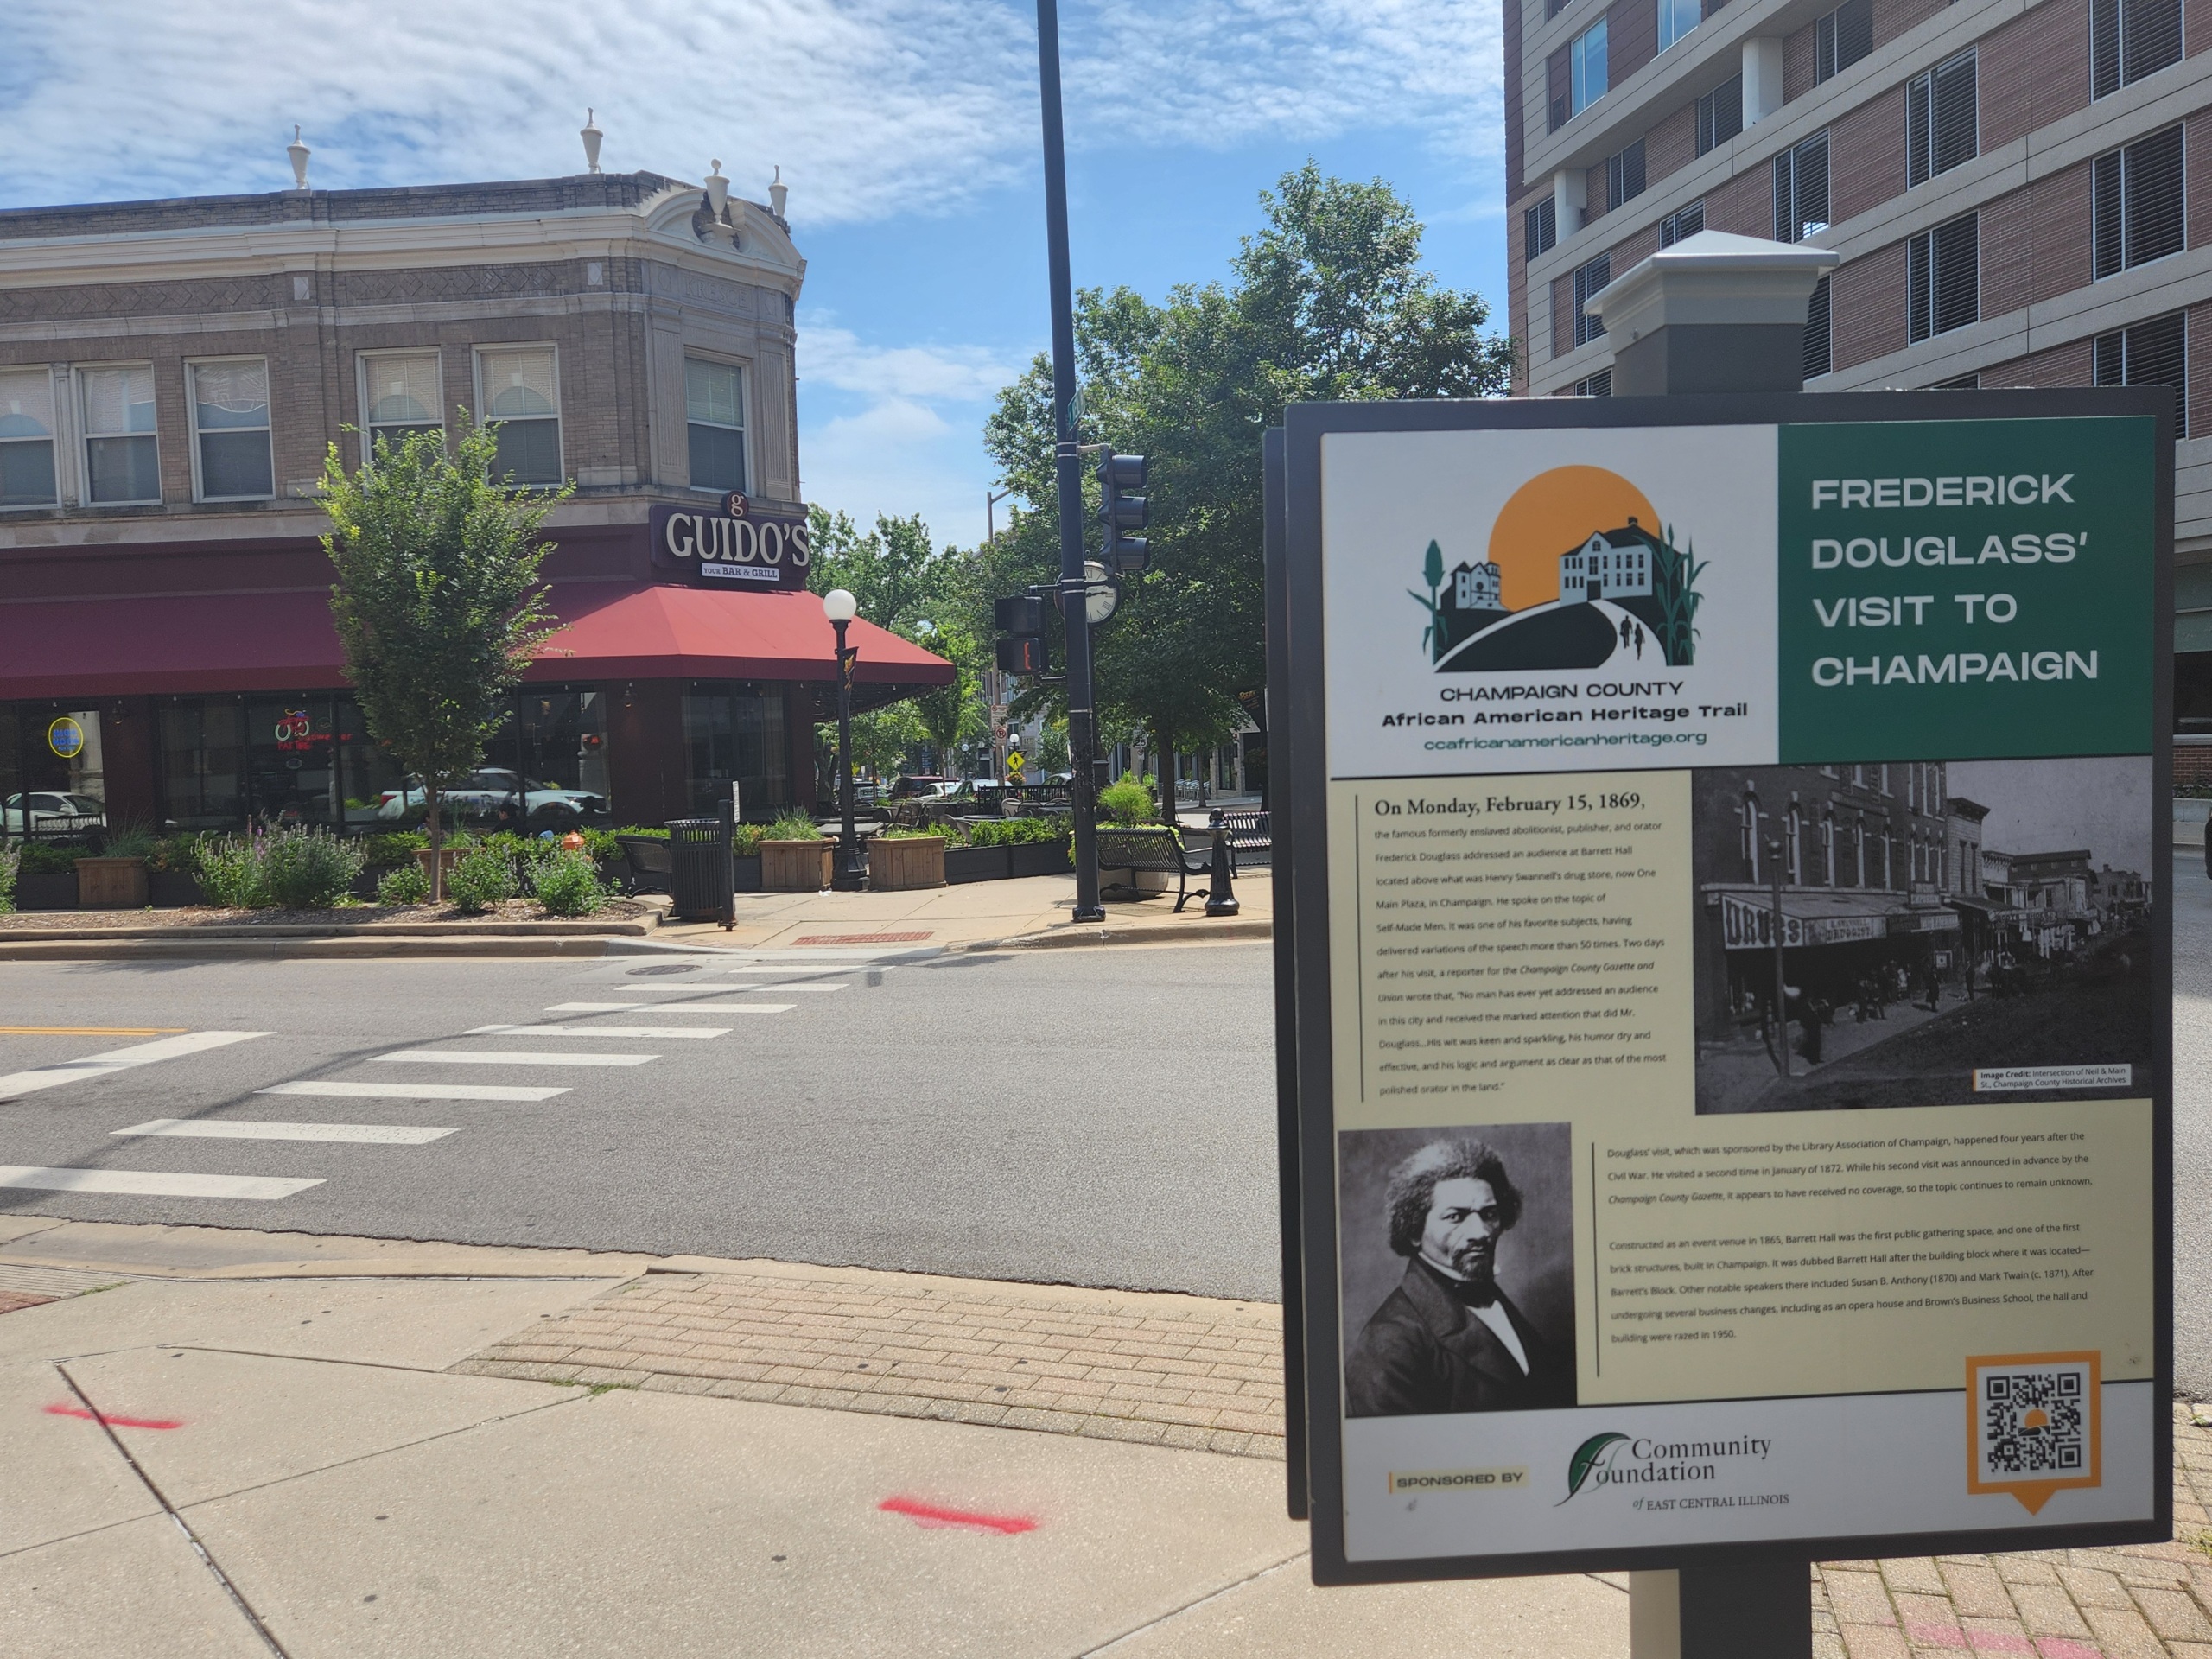 g
GUIDO'S
YOUR BAR & GRILL
FAT TIRE
CHAMPAIGN COUNTY
African American Heritage Trail
ccafricanamericanheritage.org
FREDERICK
DOUGLASS'
VISIT TO
CHAMPAIGN
On Monday, February 15, 1869,
the famous formerly enslaved abolitionist, publisher, and orator
Frederick Douglass addressed an audience at Barrett Hall
located above what was Henry Swannell's drug store, now One
Main Plaza, in Champaign. He spoke on the topic of
Self-Made Men. It was one of his favorite subjects, having
delivered variations of the speech more than 50 times. Two days
after his visit, a reporter for the Champaign County Gazette and
Union wrote that, "No man has ever yet addressed an audience
in this city and received the marked attention that did Mr.
Douglass...His wit was keen and sparkling, his humor dry and
effective, and his logic and argument as clear as that of the most
polished orator in the land."
DRUGS
DRUGGIST
Image Credit: Intersection of Neil & Main
St., Champaign County Historical Archives
Douglass' visit, which was sponsored by the Library Association of Champaign, happened four years after the
Civil War. He visited a second time in January of 1872. While his second visit was announced in advance by the
Champaign County Gazette, it appears to have received no coverage, so the topic continues to remain unknown.
Constructed as an event venue in 1865, Barrett Hall was the first public gathering space, and one of the first
brick structures, built in Champaign. It was dubbed Barrett Hall after the building block where it was located—
Barrett's Block. Other notable speakers there included Susan B. Anthony (1870) and Mark Twain (c. 1871). After
undergoing several business changes, including as an opera house and Brown's Business School, the hall and
building were razed in 1950.
SPONSORED BY
Community
Foundation
of EAST CENTRAL ILLINOIS